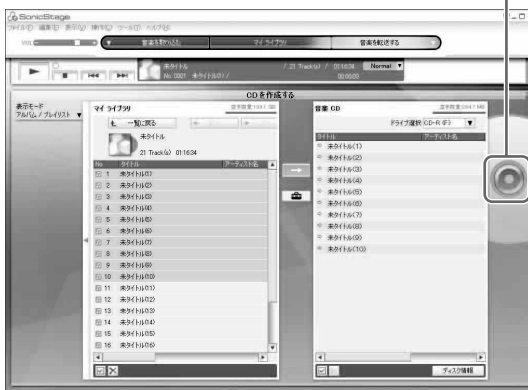 SonicStage
ファイル(F) 編集(E) 表示(V) 操作(C) ツール(T) ヘルプ(H)
VOL
音楽を取り込む マイ ライブラリ 音楽を転送する
未タイトル / 21 Track(s) / 01:16:34 Normal
No. 0001 未タイトル(1) / 00:00:00
CDを作成する
表示モード
アルバム / プレイリスト
マイ ライブラリ
一覧に戻る
未タイトル
21 Track(s) 01:16:34
No. タイトル アーティスト名
1 未タイトル(1)
2 未タイトル(2)
3 未タイトル(3)
4 未タイトル(4)
5 未タイトル(5)
6 未タイトル(6)
7 未タイトル(7)
8 未タイトル(8)
9 未タイトル(9)
10 未タイトル(10)
11 未タイトル(11)
12 未タイトル(12)
13 未タイトル(13)
14 未タイトル(14)
15 未タイトル(15)
16 未タイトル(16)
音楽 CD
ドライブ選択 CD-R (F:)
タイトル アーティスト名
未タイトル(1)
未タイトル(2)
未タイトル(3)
未タイトル(4)
未タイトル(5)
未タイトル(6)
未タイトル(7)
未タイトル(8)
未タイトル(9)
未タイトル(10)
ディスク情報